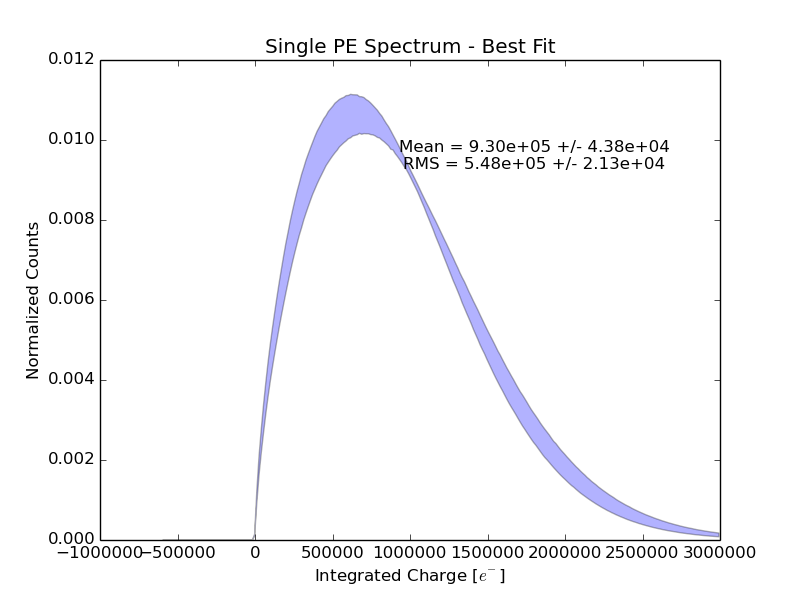 Single PE Spectrum - Best Fit
0.012
0.010
0.008
0.006
0.004
0.002
0.000
Normalized Counts
Mean = 9.30e+05 +/- 4.38e+04
RMS = 5.48e+05 +/- 2.13e+04
−1000000 −500000 0 500000 1000000 1500000 2000000 2500000 3000000
Integrated Charge [e⁻]